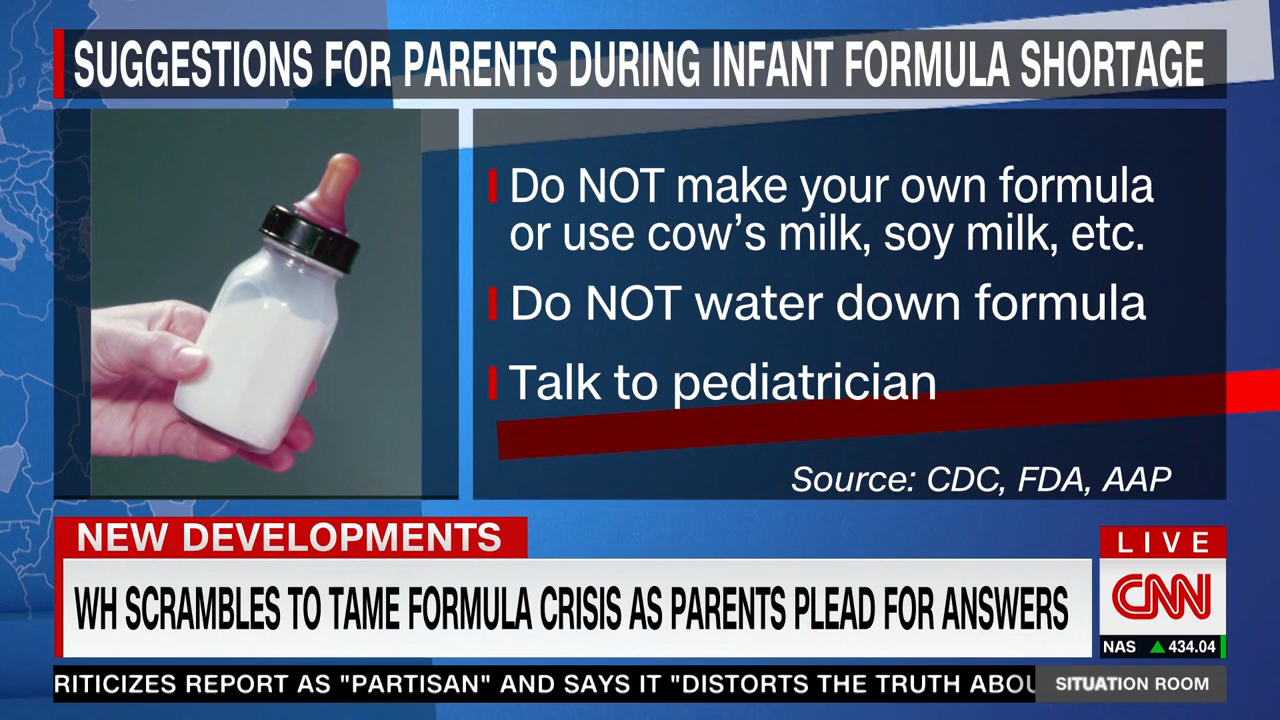 SUGGESTIONS FOR PARENTS DURING INFANT FORMULA SHORTAGE
Do NOT make your own formula
or use cow's milk, soy milk, etc.
Do NOT water down formula
Talk to pediatrician
Source: CDC, FDA, AAP
NEW DEVELOPMENTS
WH SCRAMBLES TO TAME FORMULA CRISIS AS PARENTS PLEAD FOR ANSWERS
LIVE
CNN
NAS ▲ 434.04
RITICIZES REPORT AS "PARTISAN" AND SAYS IT "DISTORTS THE TRUTH ABOU
SITUATION ROOM